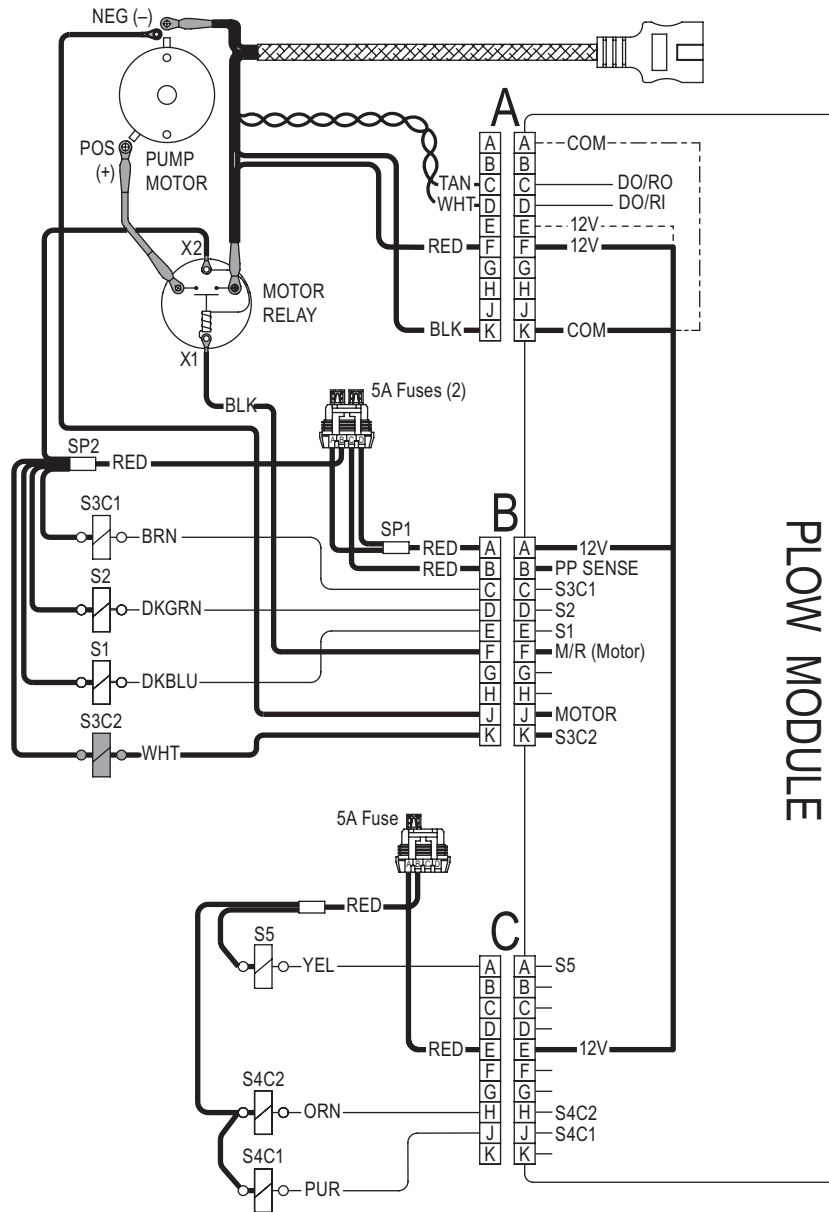 NEG (–)
POS
(+)
PUMP
MOTOR
X2
MOTOR
RELAY
X1
BLK
5A Fuses (2)
A B C D
SP2
RED
SP1
S3C1
BRN
S2
DKGRN
S1
DKBLU
S3C2
WHT
A
TAN
WHT
RED
BLK
A A COM
B B
C C DO/RO
D D DO/RI
E E 12V
F F 12V
G G
H H
J J
K K COM
B
RED A A 12V
RED B B PP SENSE
C C S3C1
D D S2
E E S1
F F M/R (Motor)
G G
H H
J J MOTOR
K K S3C2
PLOW MODULE
5A Fuse
A B C D
RED
S5
YEL
C
A A S5
B B
C C
D D
RED E E 12V
F F
G G
H H S4C2
J J S4C1
K K
S4C2
ORN
S4C1
PUR